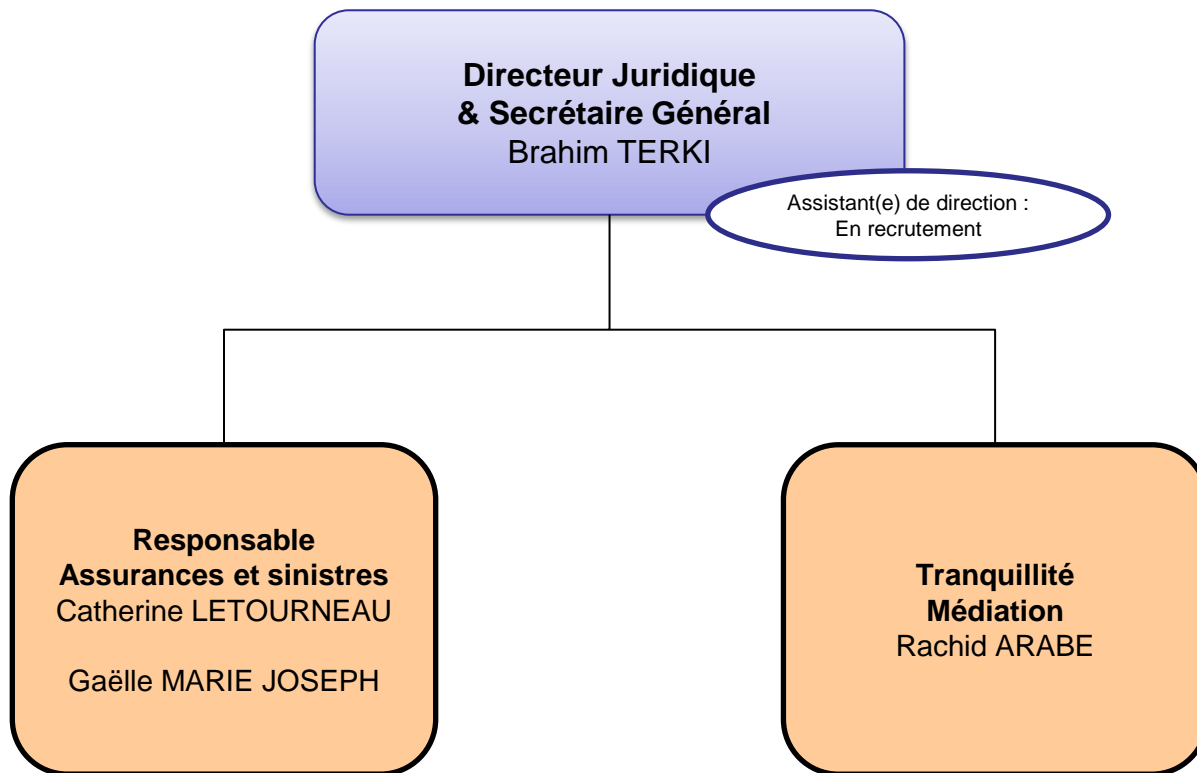 Directeur Juridique
& Secrétaire Général
Brahim TERKI
Assistant(e) de direction :
En recrutement
Responsable
Assurances et sinistres
Catherine LETOURNEAU
Gaëlle MARIE JOSEPH
Tranquillité
Médiation
Rachid ARABE